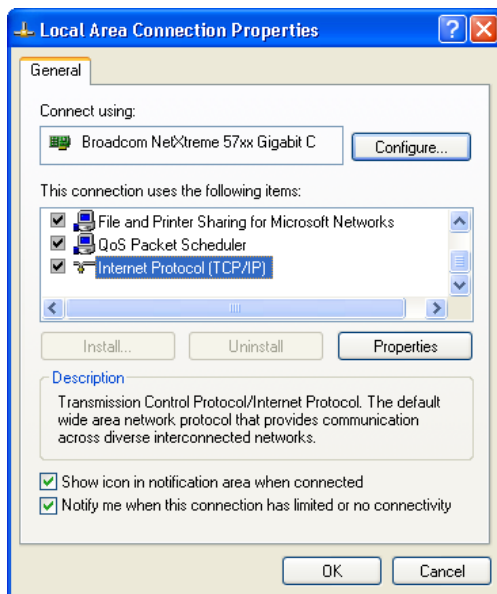 Local Area Connection Properties
General
Connect using:
Broadcom NetXtreme 57xx Gigabit C
Configure...
This connection uses the following items:
File and Printer Sharing for Microsoft Networks
QoS Packet Scheduler
Internet Protocol (TCP/IP)
Install...
Uninstall
Properties
Description
Transmission Control Protocol/Internet Protocol. The default
wide area network protocol that provides communication
across diverse interconnected networks.
Show icon in notification area when connected
Notify me when this connection has limited or no connectivity
OK
Cancel